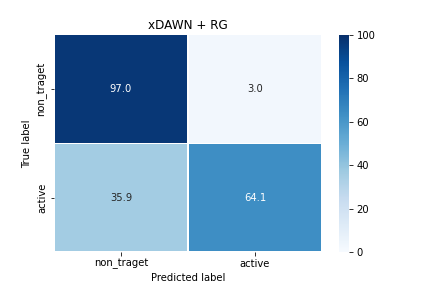 xDAWN + RG
100
non_traget
97.0
3.0
80
60
True label
40
active
35.9
64.1
20
0
non_traget
active
Predicted label